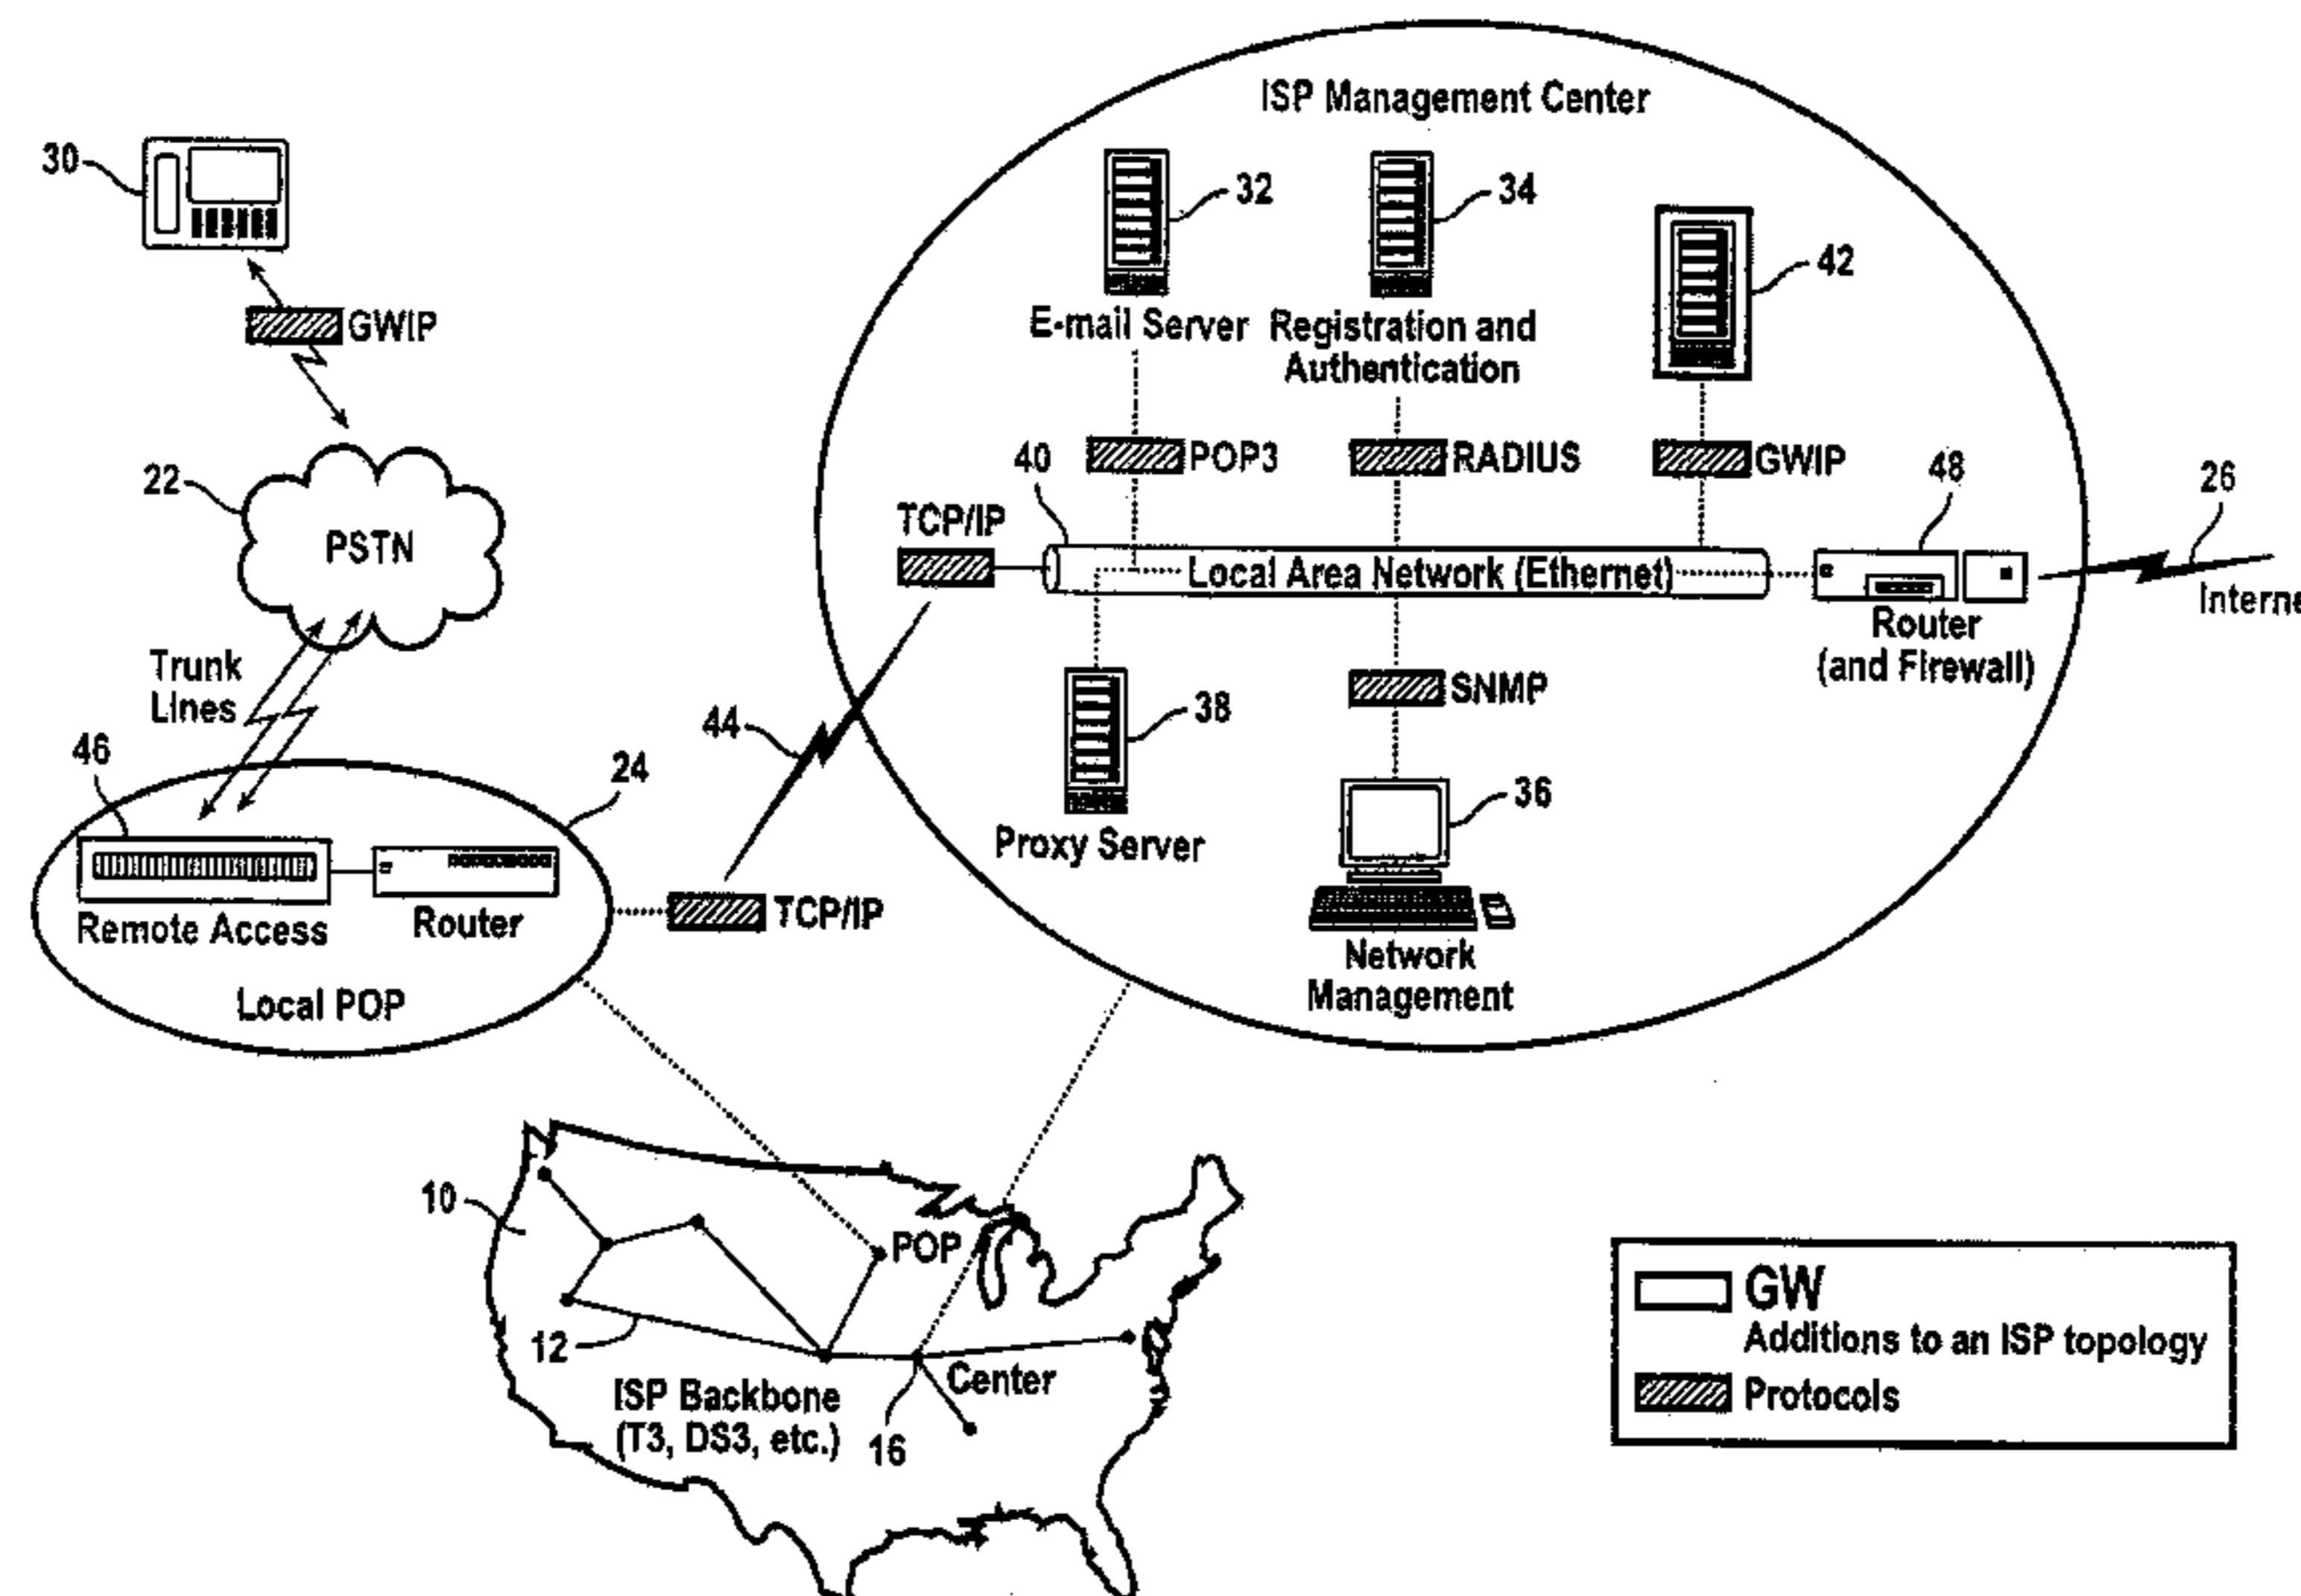 ISP Management Center
30
32
34
42
GWIP
E-mail Server
Registration and
Authentication
22
PSTN
40
POP3
RADIUS
GWIP
48
26
TCP/IP
Local Area Network (Ethernet)
Router
(and Firewall)
Trunk
Lines
44
38
SNMP
46
24
36
Proxy Server
Remote Access
Router
TCP/IP
Network
Management
Local POP
10
POP
12
Center
ISP Backbone
(T3, DS3, etc.)
16
GW
Additions to an ISP topology
Protocols